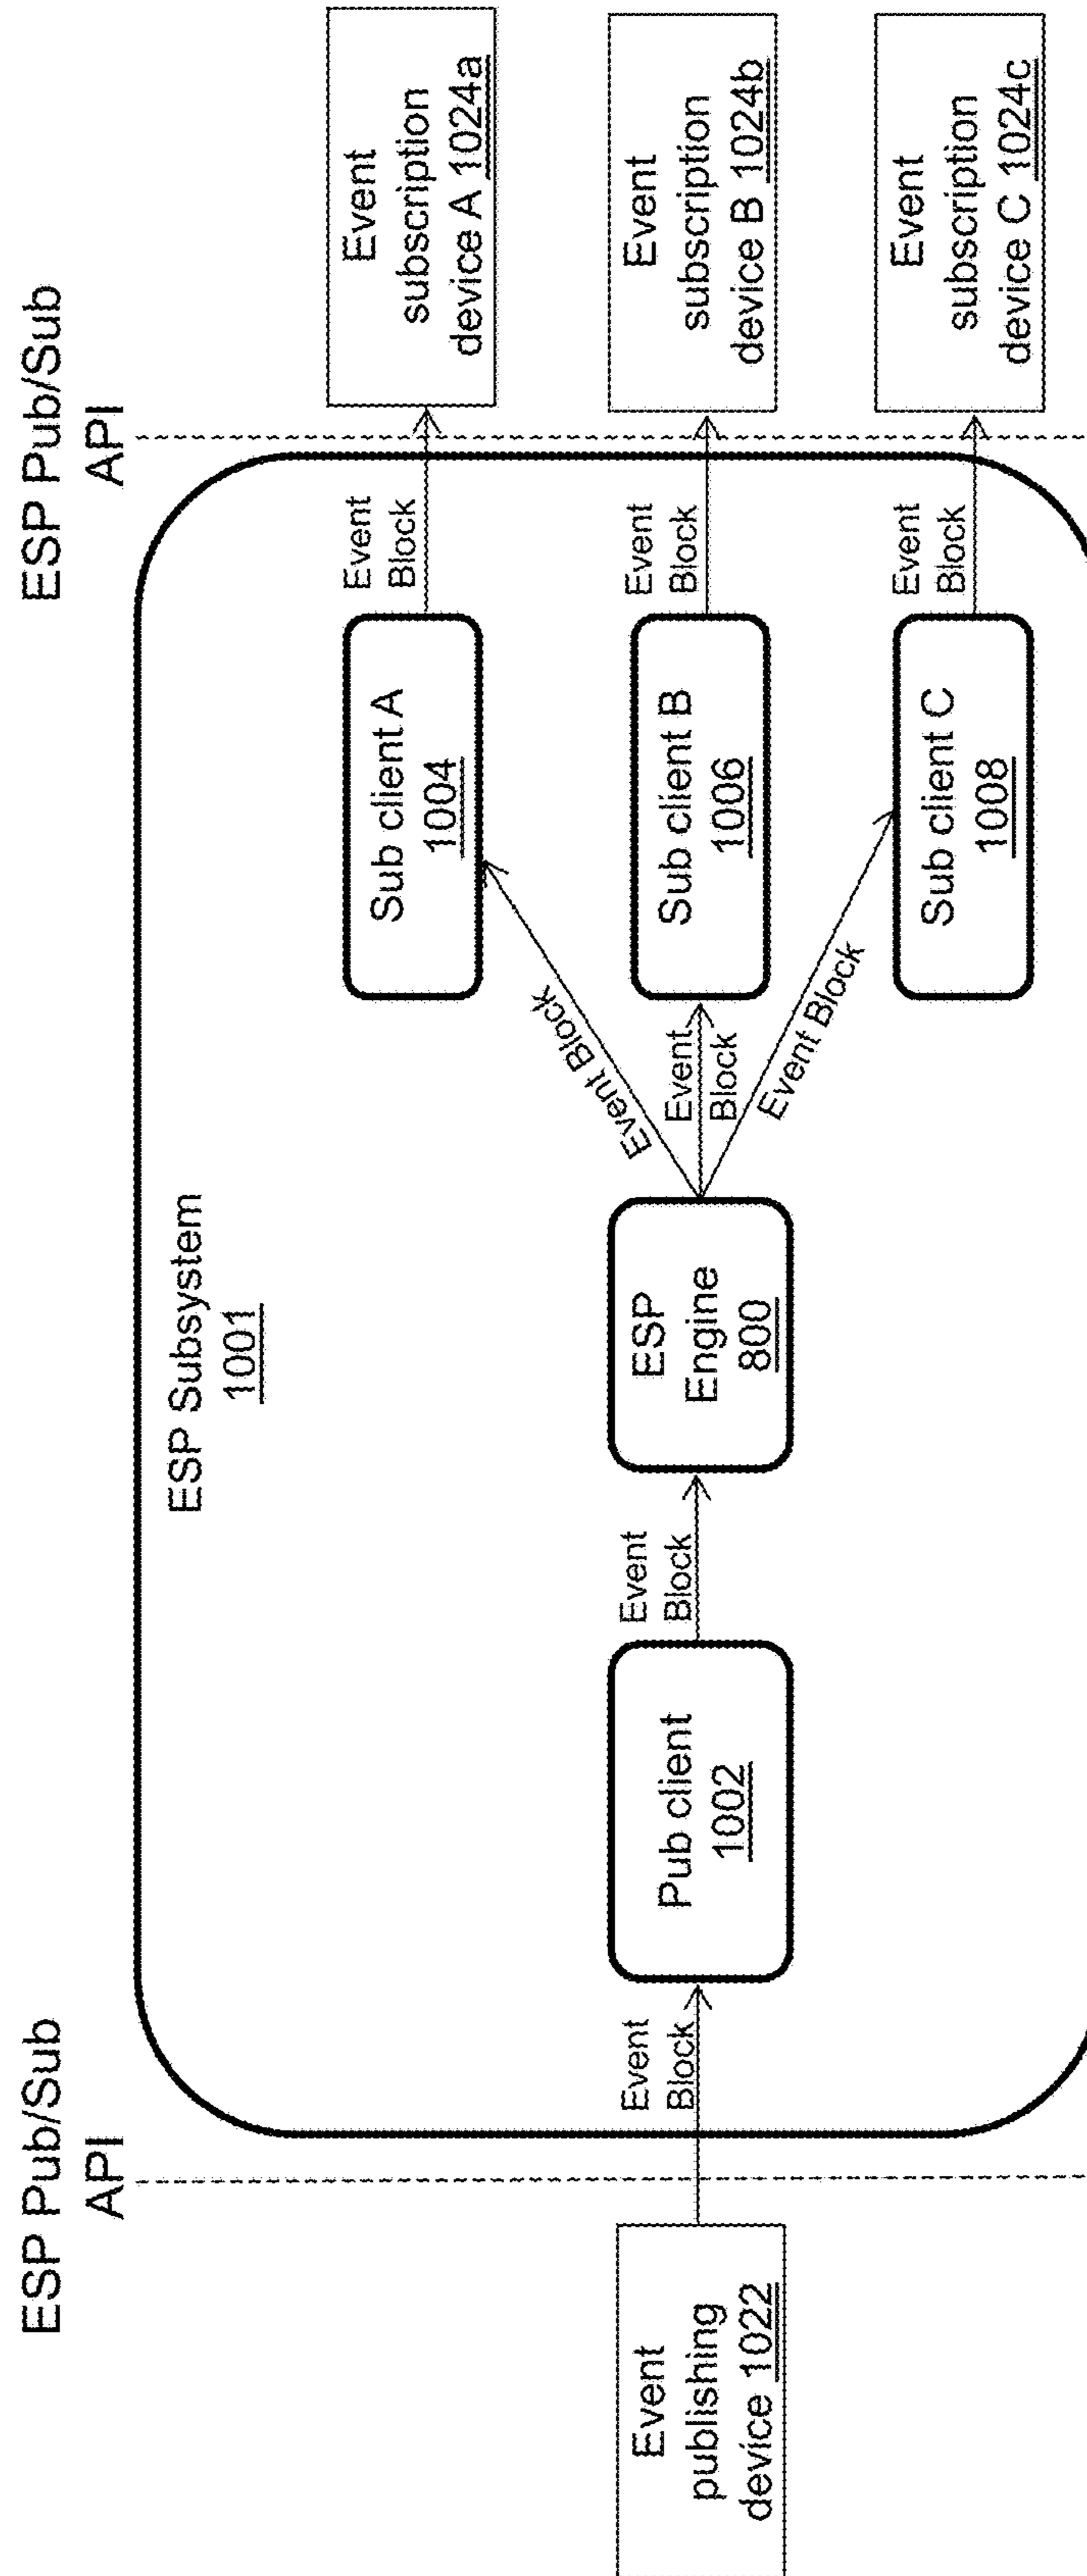 ESP Pub/Sub
API
ESP Pub/Sub
API
ESP Subsystem
1001
Event
publishing
device 1022
Event
Block
Pub client
1002
Event
Block
ESP
Engine
800
Event Block
Event
Block
Event Block
Sub client A
1004
Sub client B
1006
Sub client C
1008
Event
Block
Event
Block
Event
Block
Event
subscription
device A 1024a
Event
subscription
device B 1024b
Event
subscription
device C 1024c